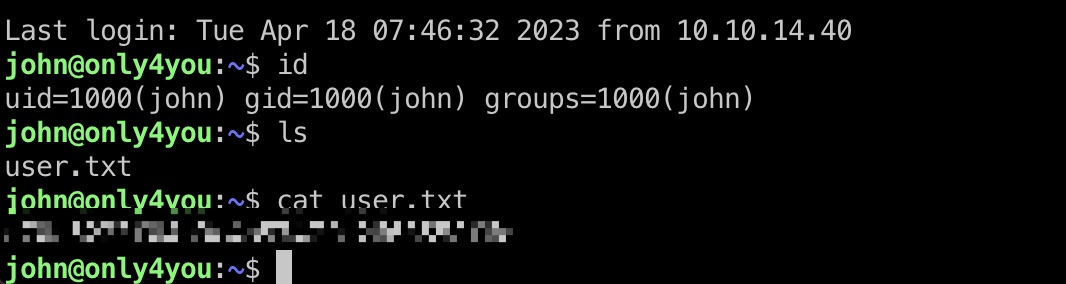 Last login: Tue Apr 18 07:46:32 2023 from 10.10.14.40
john@only4you:~$ id
uid=1000(john) gid=1000(john) groups=1000(john)
john@only4you:~$ ls
user.txt
john@only4you:~$ cat user.txt
john@only4you:~$